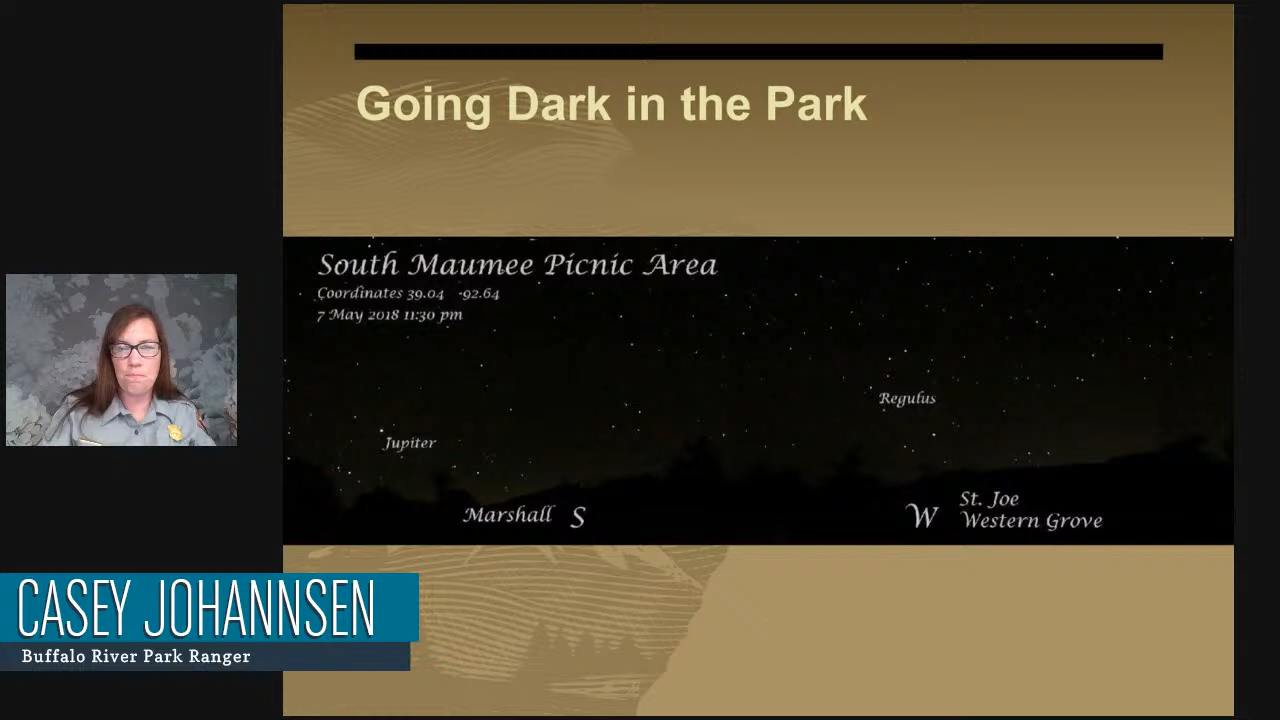 Going Dark in the Park
South Maumee Picnic Area
Coordinates 39.04 -92.64
7 May 2018 11:30 pm
Regulus
Jupiter
Marshall S
W St. Joe
Western Grove
CASEY JOHANNSEN
Buffalo River Park Ranger